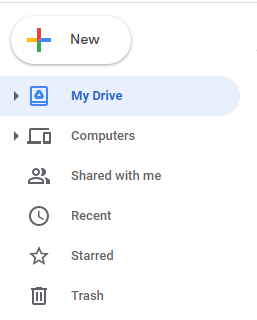 New
My Drive
Computers
Shared with me
Recent
Starred
Trash